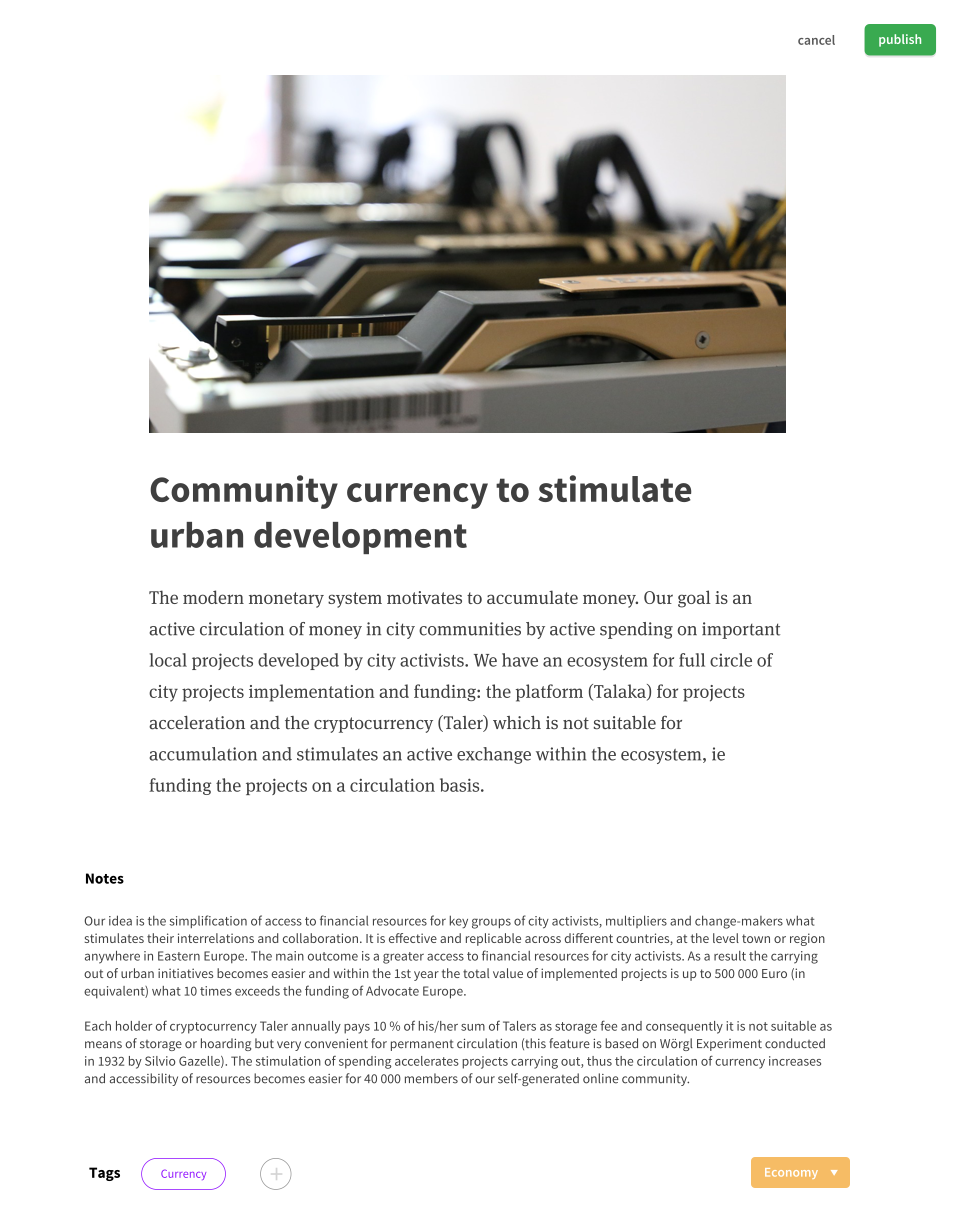 cancel
publish
Community currency to stimulate
urban development
The modern monetary system motivates to accumulate money. Our goal is an
active circulation of money in city communities by active spending on important
local projects developed by city activists. We have an ecosystem for full circle of
city projects implementation and funding: the platform (Talaka) for projects
acceleration and the cryptocurrency (Taler) which is not suitable for
accumulation and stimulates an active exchange within the ecosystem, ie
funding the projects on a circulation basis.
Notes
Our idea is the simplification of access to financial resources for key groups of city activists, multipliers and change-makers what
stimulates their interrelations and collaboration. It is effective and replicable across different countries, at the level town or region
anywhere in Eastern Europe. The main outcome is a greater access to financial resources for city activists. As a result the carrying
out of urban initiatives becomes easier and within the 1st year the total value of implemented projects is up to 500 000 Euro (in
equivalent) what 10 times exceeds the funding of Advocate Europe.
Each holder of cryptocurrency Taler annually pays 10 % of his/her sum of Talers as storage fee and consequently it is not suitable as
means of storage or hoarding but very convenient for permanent circulation (this feature is based on Wörgl Experiment conducted
in 1932 by Silvio Gazelle). The stimulation of spending accelerates projects carrying out, thus the circulation of currency increases
and accessibility of resources becomes easier for 40 000 members of our self-generated online community.
Tags
Currency
Economy